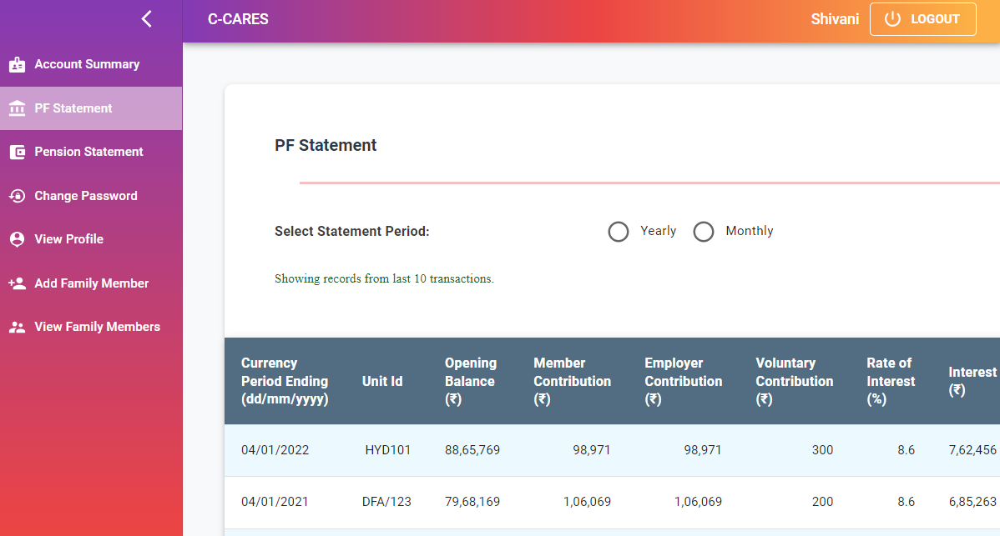 C-CARES
Shivani
LOGOUT
Account Summary
PF Statement
Pension Statement
Change Password
View Profile
Add Family Member
View Family Members
PF Statement
Select Statement Period:
Yearly
Monthly
Showing records from last 10 transactions.
Currency Period Ending (dd/mm/yyyy)
Unit Id
Opening Balance (₹)
Member Contribution (₹)
Employer Contribution (₹)
Voluntary Contribution (₹)
Rate of Interest (%)
Interest (₹)
04/01/2022 HYD101 88,65,769 98,971 98,971 300 8.6 7,62,456
04/01/2021 DFA/123 79,68,169 1,06,069 1,06,069 200 8.6 6,85,263